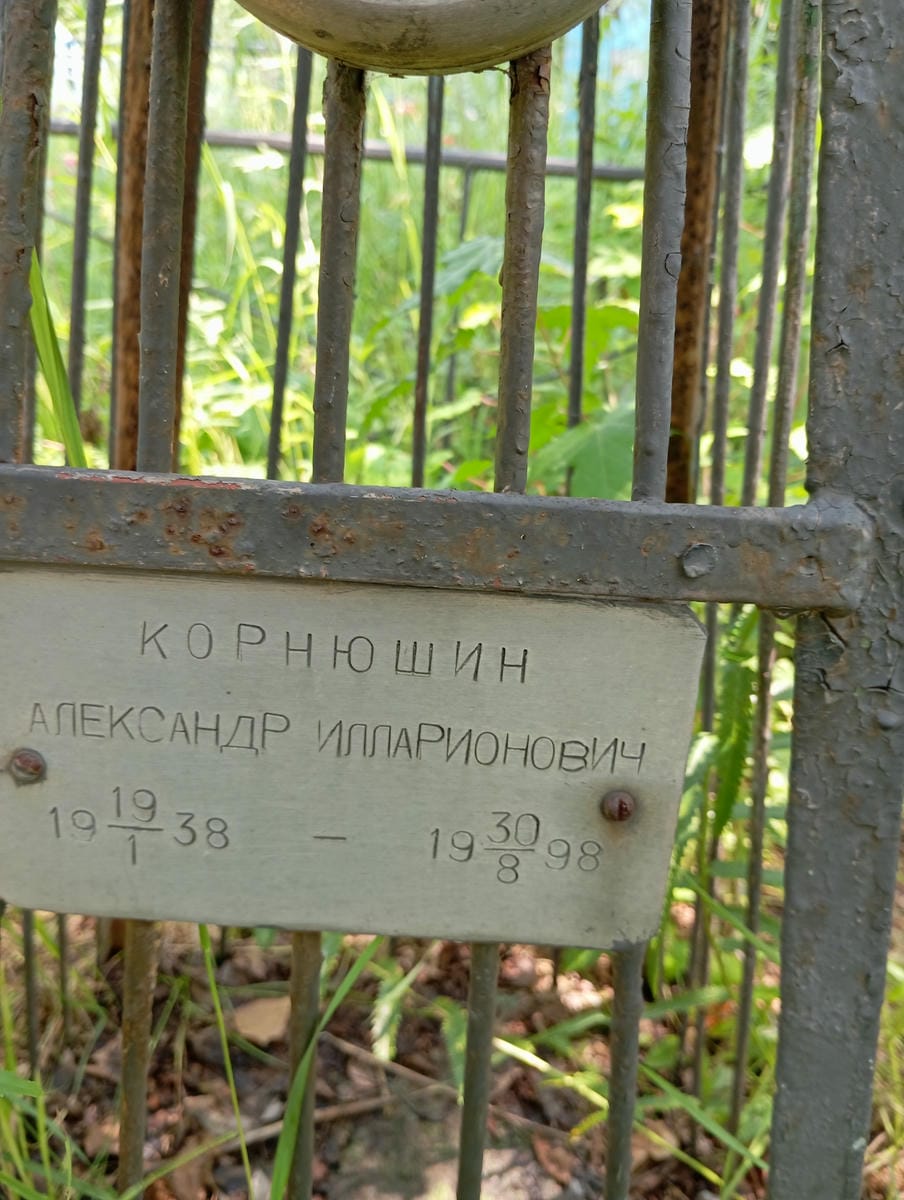 КОРНЮШИН
АЛЕКСАНДР ИЛЛАРИОНОВИЧ
19 19/1 38 – 19 30/8 98